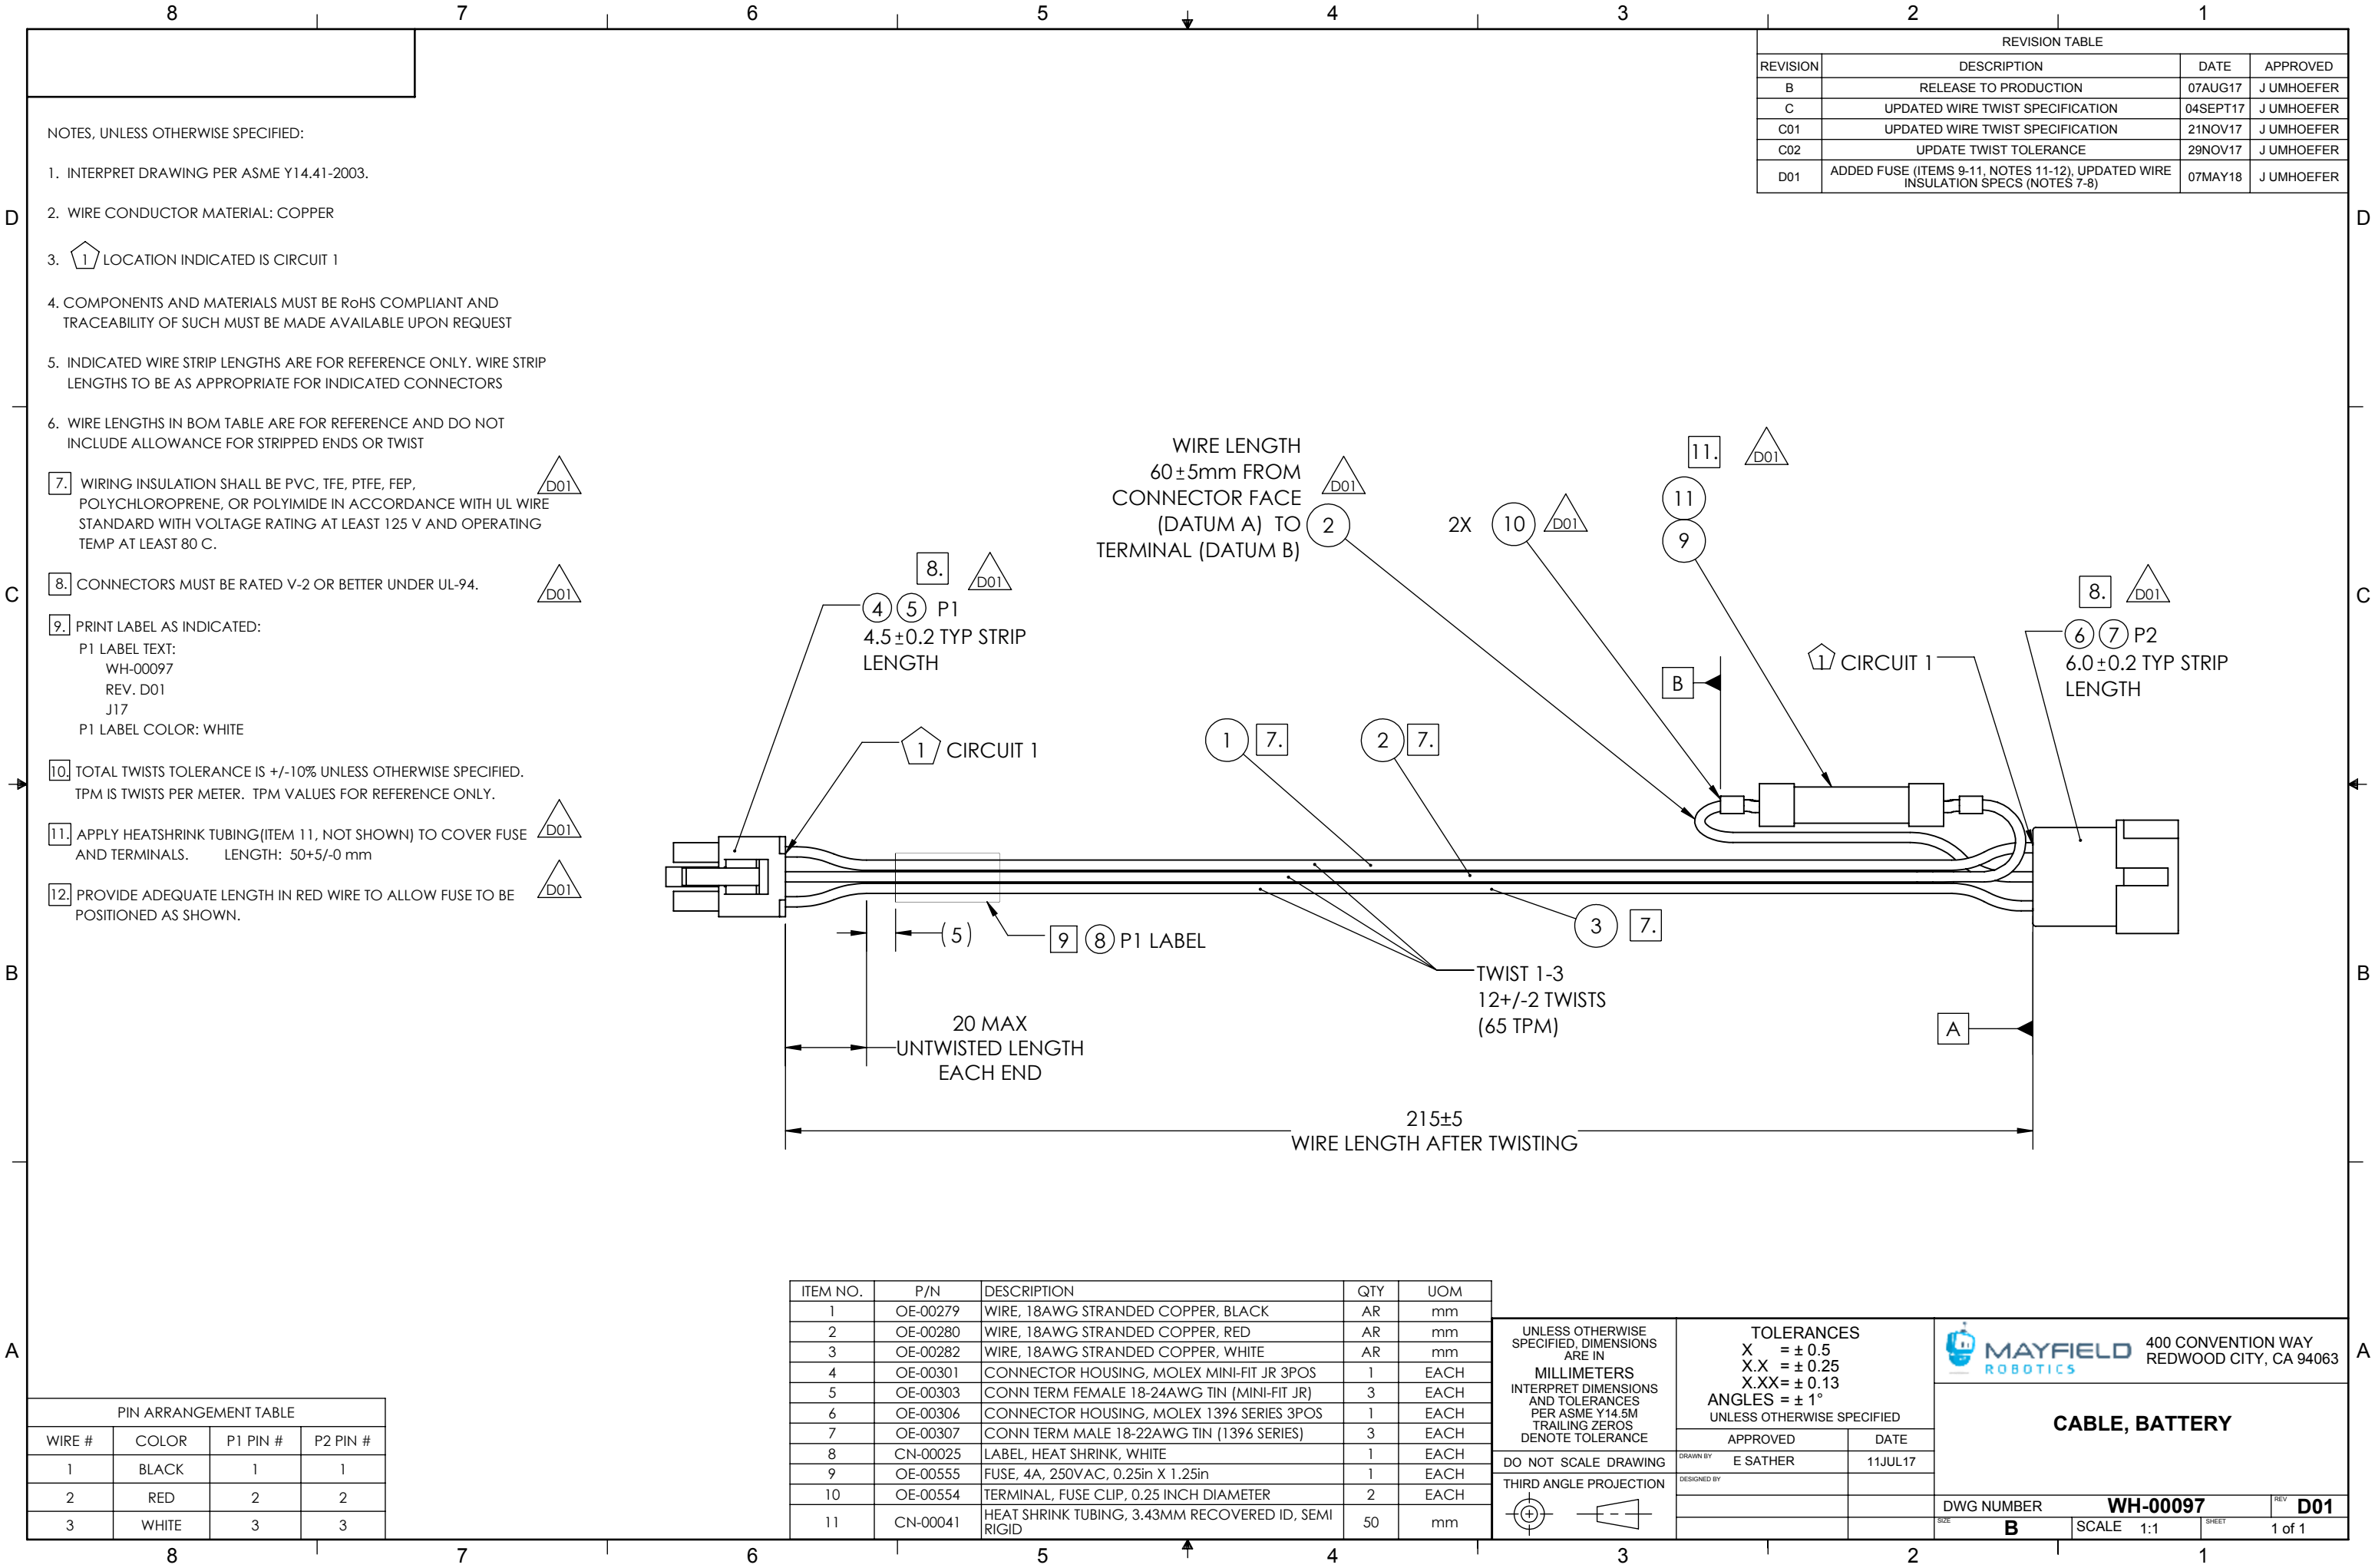 8 7 6 5 4 3 2 1
REVISION TABLE
REVISION DESCRIPTION DATE APPROVED
B RELEASE TO PRODUCTION 07AUG17 J UMHOEFER
C UPDATED WIRE TWIST SPECIFICATION 04SEPT17 J UMHOEFER
C01 UPDATED WIRE TWIST SPECIFICATION 21NOV17 J UMHOEFER
C02 UPDATE TWIST TOLERANCE 29NOV17 J UMHOEFER
D01 ADDED FUSE (ITEMS 9-11, NOTES 11-12), UPDATED WIRE
INSULATION SPECS (NOTES 7-8) 07MAY18 J UMHOEFER
NOTES, UNLESS OTHERWISE SPECIFIED:
1. INTERPRET DRAWING PER ASME Y14.41-2003.
2. WIRE CONDUCTOR MATERIAL: COPPER
3. 1 LOCATION INDICATED IS CIRCUIT 1
4. COMPONENTS AND MATERIALS MUST BE RoHS COMPLIANT AND
TRACEABILITY OF SUCH MUST BE MADE AVAILABLE UPON REQUEST
5. INDICATED WIRE STRIP LENGTHS ARE FOR REFERENCE ONLY. WIRE STRIP
LENGTHS TO BE AS APPROPRIATE FOR INDICATED CONNECTORS
6. WIRE LENGTHS IN BOM TABLE ARE FOR REFERENCE AND DO NOT
INCLUDE ALLOWANCE FOR STRIPPED ENDS OR TWIST
7. WIRING INSULATION SHALL BE PVC, TFE, PTFE, FEP, D01
POLYCHLOROPRENE, OR POLYIMIDE IN ACCORDANCE WITH UL WIRE
STANDARD WITH VOLTAGE RATING AT LEAST 125 V AND OPERATING
TEMP AT LEAST 80 C.
8. CONNECTORS MUST BE RATED V-2 OR BETTER UNDER UL-94. D01
9. PRINT LABEL AS INDICATED:
P1 LABEL TEXT:
WH-00097
REV. D01
J17
P1 LABEL COLOR: WHITE
10. TOTAL TWISTS TOLERANCE IS +/-10% UNLESS OTHERWISE SPECIFIED.
TPM IS TWISTS PER METER. TPM VALUES FOR REFERENCE ONLY.
11. APPLY HEATSHRINK TUBING(ITEM 11, NOT SHOWN) TO COVER FUSE D01
AND TERMINALS. LENGTH: 50+5/-0 mm
12. PROVIDE ADEQUATE LENGTH IN RED WIRE TO ALLOW FUSE TO BE D01
POSITIONED AS SHOWN.
D D
C C
B B
A A
WIRE LENGTH
60±5mm FROM
CONNECTOR FACE
(DATUM A) TO
TERMINAL (DATUM B)
D01
2
2X 10 D01
11. D01
11
9
8. D01
4 5 P1
4.5±0.2 TYP STRIP
LENGTH
1 CIRCUIT 1
1 7.
2 7.
B
1 CIRCUIT 1
8. D01
6 7 P2
6.0±0.2 TYP STRIP
LENGTH
(5)
9 8 P1 LABEL
3 7.
TWIST 1-3
12+/-2 TWISTS
(65 TPM)
20 MAX
UNTWISTED LENGTH
EACH END
A
215±5
WIRE LENGTH AFTER TWISTING
PIN ARRANGEMENT TABLE
WIRE # COLOR P1 PIN # P2 PIN #
1 BLACK 1 1
2 RED 2 2
3 WHITE 3 3
ITEM NO. P/N DESCRIPTION QTY UOM
1 OE-00279 WIRE, 18AWG STRANDED COPPER, BLACK AR mm
2 OE-00280 WIRE, 18AWG STRANDED COPPER, RED AR mm
3 OE-00282 WIRE, 18AWG STRANDED COPPER, WHITE AR mm
4 OE-00301 CONNECTOR HOUSING, MOLEX MINI-FIT JR 3POS 1 EACH
5 OE-00303 CONN TERM FEMALE 18-24AWG TIN (MINI-FIT JR) 3 EACH
6 OE-00306 CONNECTOR HOUSING, MOLEX 1396 SERIES 3POS 1 EACH
7 OE-00307 CONN TERM MALE 18-22AWG TIN (1396 SERIES) 3 EACH
8 CN-00025 LABEL, HEAT SHRINK, WHITE 1 EACH
9 OE-00555 FUSE, 4A, 250VAC, 0.25in X 1.25in 1 EACH
10 OE-00554 TERMINAL, FUSE CLIP, 0.25 INCH DIAMETER 2 EACH
11 CN-00041 HEAT SHRINK TUBING, 3.43MM RECOVERED ID, SEMI
RIGID 50 mm
UNLESS OTHERWISE
SPECIFIED, DIMENSIONS
ARE IN
MILLIMETERS
INTERPRET DIMENSIONS
AND TOLERANCES
PER ASME Y14.5M
TRAILING ZEROS
DENOTE TOLERANCE
DO NOT SCALE DRAWING
THIRD ANGLE PROJECTION
TOLERANCES
X = ± 0.5
X.X = ± 0.25
X.XX= ± 0.13
ANGLES = ± 1°
UNLESS OTHERWISE SPECIFIED
APPROVED DATE
DRAWN BY E SATHER 11JUL17
DESIGNED BY
MAYFIELD
ROBOTICS
400 CONVENTION WAY
REDWOOD CITY, CA 94063
CABLE, BATTERY
DWG NUMBER WH-00097 REV D01
SIZE B SCALE 1:1 SHEET 1 of 1
8 7 6 5 4 3 2 1